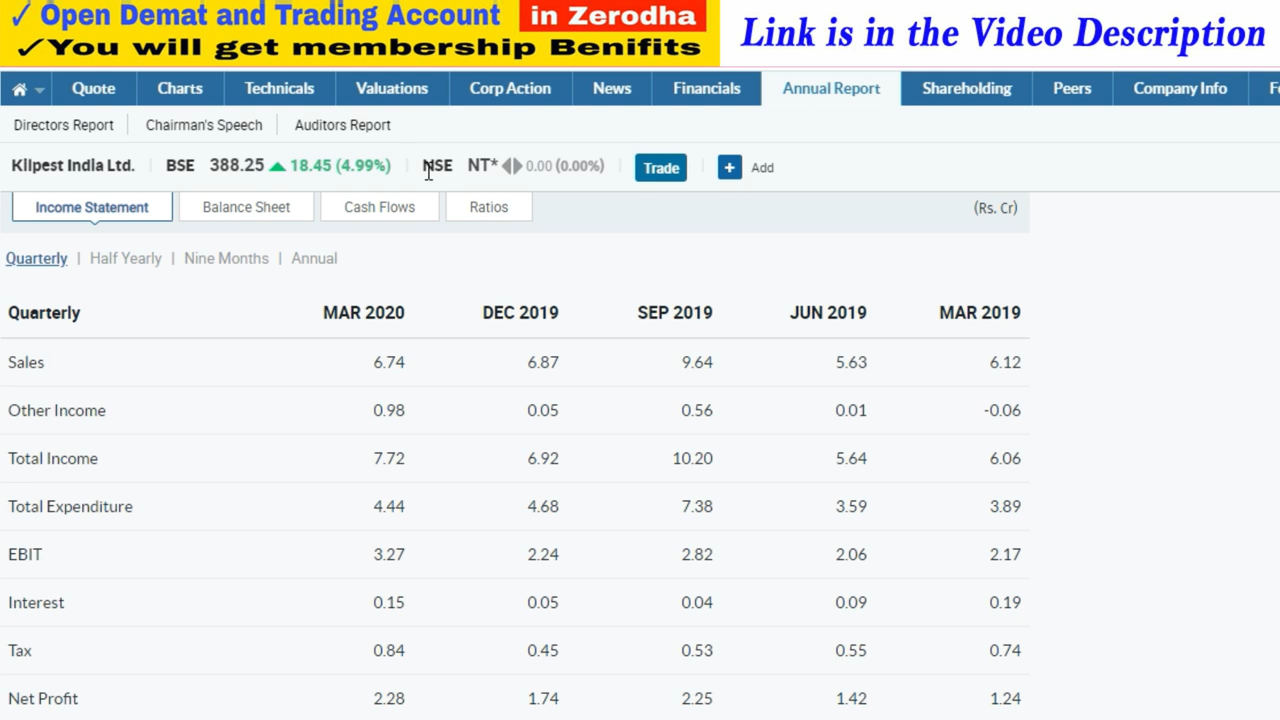 ✓ Open Demat and Trading Account in Zerodha
✓You will get membership Benifits
Link is in the Video Description
Quote Charts Technicals Valuations Corp Action News Financials Annual Report Shareholding Peers Company Info F
Directors Report Chairman's Speech Auditors Report
Kilpest India Ltd. BSE 388.25 18.45 (4.99%) NSE NT* 0.00 (0.00%) Trade + Add
Income Statement Balance Sheet Cash Flows Ratios (Rs. Cr)
Quarterly | Half Yearly | Nine Months | Annual
Quarterly MAR 2020 DEC 2019 SEP 2019 JUN 2019 MAR 2019
Sales 6.74 6.87 9.64 5.63 6.12
Other Income 0.98 0.05 0.56 0.01 -0.06
Total Income 7.72 6.92 10.20 5.64 6.06
Total Expenditure 4.44 4.68 7.38 3.59 3.89
EBIT 3.27 2.24 2.82 2.06 2.17
Interest 0.15 0.05 0.04 0.09 0.19
Tax 0.84 0.45 0.53 0.55 0.74
Net Profit 2.28 1.74 2.25 1.42 1.24